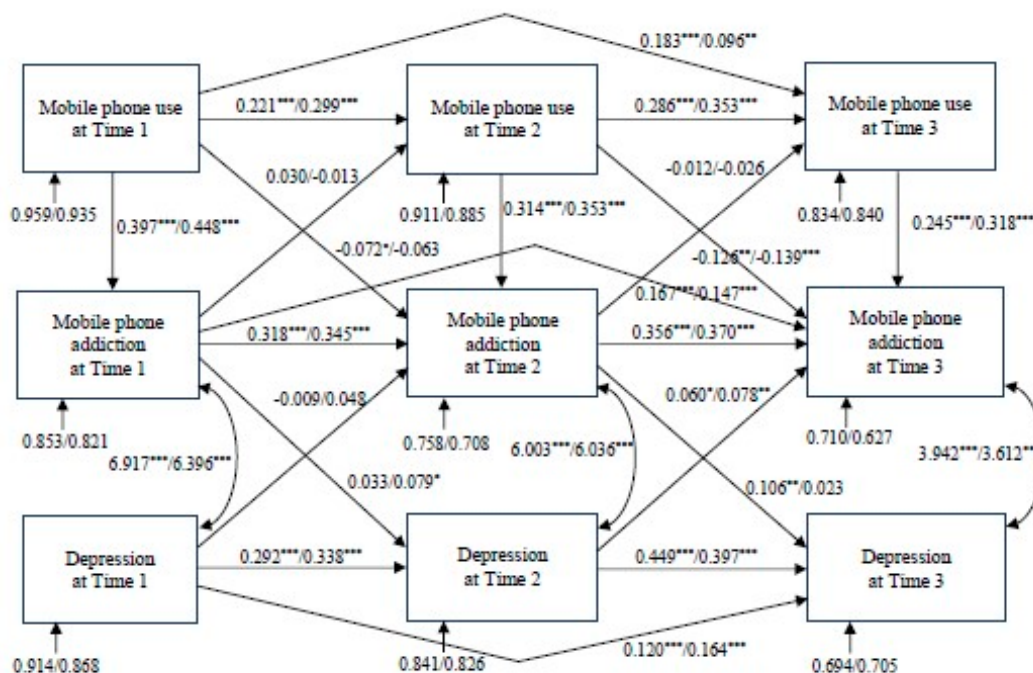 0.183***/0.096**
Mobile phone use
at Time 1
0.221***/0.299***
Mobile phone use
at Time 2
0.286***/0.353***
Mobile phone use
at Time 3
0.030/-0.013
-0.012/-0.026
0.959/0.935
0.397***/0.448***
0.911/0.885
0.314***/0.353***
0.834/0.840
0.245***/0.318***
-0.072*/-0.063
-0.126**/-0.139***
0.167***/0.147***
Mobile phone
addiction
at Time 1
0.318***/0.345***
Mobile phone
addiction
at Time 2
0.356***/0.370***
Mobile phone
addiction
at Time 3
-0.009/0.048
0.060*/0.078**
0.853/0.821
0.758/0.708
0.710/0.627
6.917***/6.396***
6.003***/6.036***
3.942***/3.612**
0.033/0.079*
0.106**/0.023
Depression
at Time 1
0.292***/0.338***
Depression
at Time 2
0.449***/0.397***
Depression
at Time 3
0.914/0.868
0.841/0.826
0.120***/0.164***
0.694/0.705